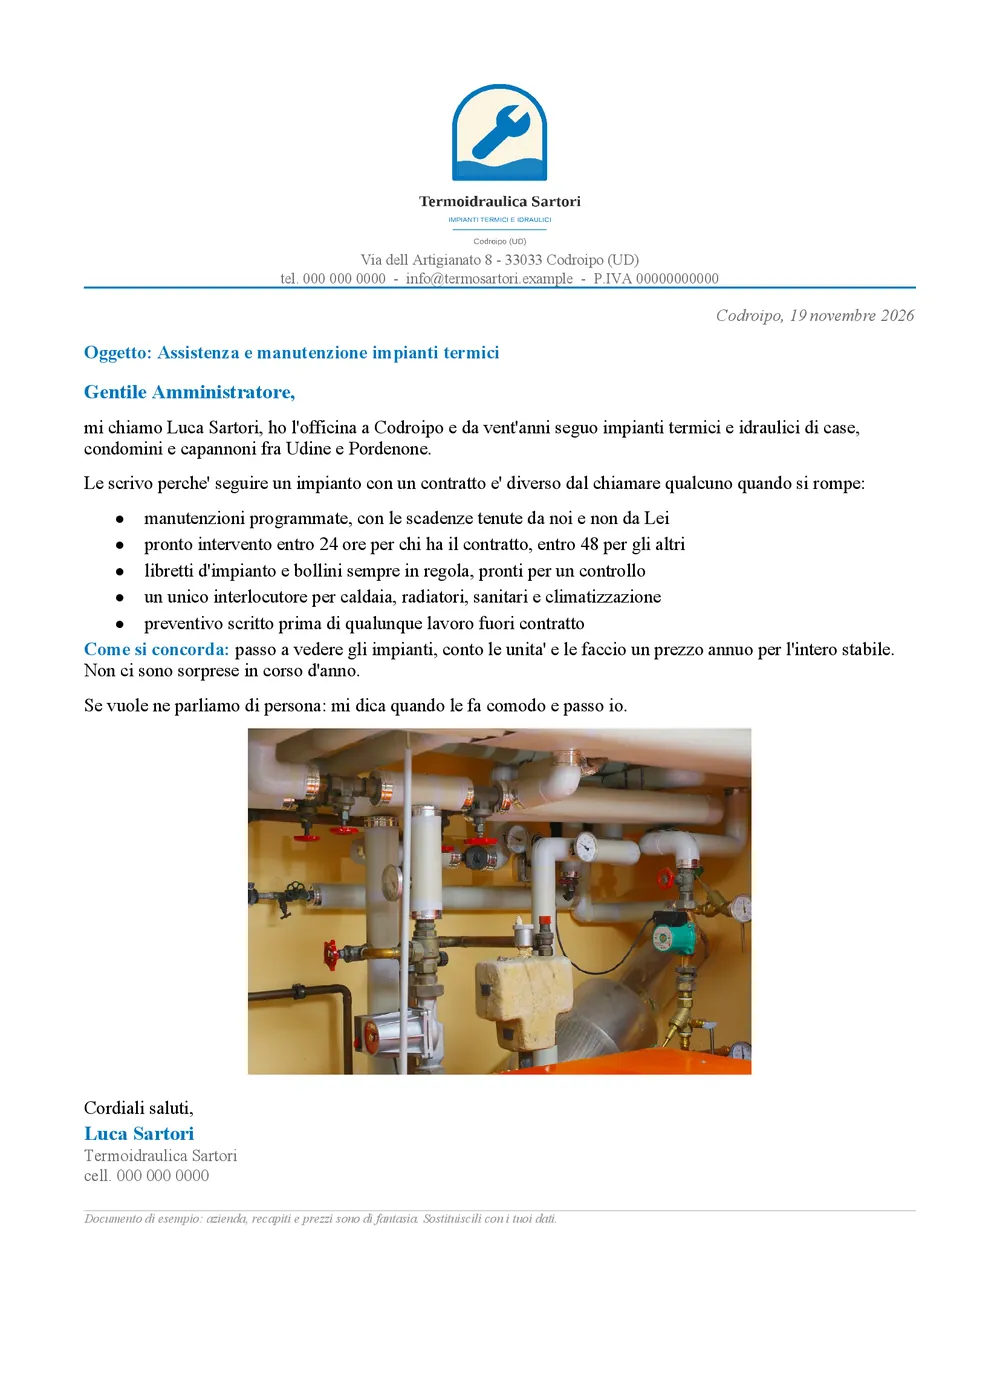 Termoidraulica Sartori
IMPIANTI TERMICI E IDRAULICI
Codroipo (UD)
Via dell Artigianato 8 - 33033 Codroipo (UD)
tel. 000 000 0000 - info@termosartori.example - P.IVA 00000000000
Codroipo, 19 novembre 2026
Oggetto: Assistenza e manutenzione impianti termici
Gentile Amministratore,
mi chiamo Luca Sartori, ho l'officina a Codroipo e da vent'anni seguo impianti termici e idraulici di case,
condomini e capannoni fra Udine e Pordenone.
Le scrivo perche' seguire un impianto con un contratto e' diverso dal chiamare qualcuno quando si rompe:
● manutenzioni programmate, con le scadenze tenute da noi e non da Lei
● pronto intervento entro 24 ore per chi ha il contratto, entro 48 per gli altri
● libretti d'impianto e bollini sempre in regola, pronti per un controllo
● un unico interlocutore per caldaia, radiatori, sanitari e climatizzazione
● preventivo scritto prima di qualunque lavoro fuori contratto
Come si concorda: passo a vedere gli impianti, conto le unita' e le faccio un prezzo annuo per l'intero stabile.
Non ci sono sorprese in corso d'anno.
Se vuole ne parliamo di persona: mi dica quando le fa comodo e passo io.
Cordiali saluti,
Luca Sartori
Termoidraulica Sartori
cell. 000 000 0000
Documento di esempio: azienda, recapiti e prezzi sono di fantasia. Sostituiscili con i tuoi dati.